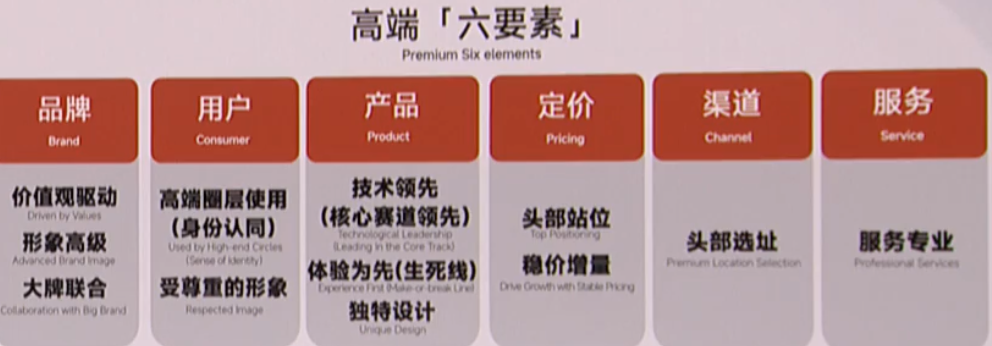 高端「六要素」
Premium Six elements
品牌
Brand
价值观驱动
Driven by Values
形象高级
Advanced Brand Image
大牌联合
Collaboration with Big Brand
用户
Consumer
高端圈层使用
(身份认同)
Used by High-end Circles
(Sense of Identity)
受尊重的形象
Respected Image
产品
Product
技术领先
(核心赛道领先)
Technological Leadership
(Leading in the Core Track)
体验为先(生死线)
Experience First (Make-or-break Line)
独特设计
Unique Design
定价
Pricing
头部站位
Top Positioning
稳价增量
Drive Growth with Stable Pricing
渠道
Channel
头部选址
Premium Location Selection
服务
Service
服务专业
Professional Services